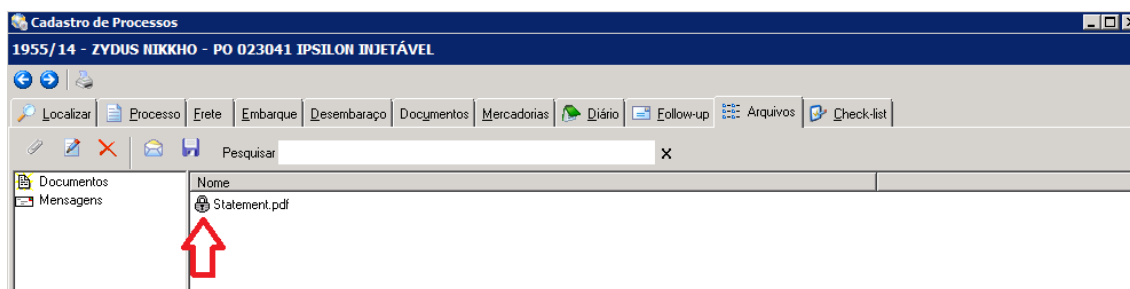 Cadastro de Processos
1955/14 - ZYDUS NIKKHO - PO 023041 IPSILON INJETÁVEL
Localizar Processo Frete Embarque Desembaraço Documentos Mercadorias Diário Follow-up Arquivos Check-list
Pesquisar X
Documentos Nome
Mensagens Statement.pdf